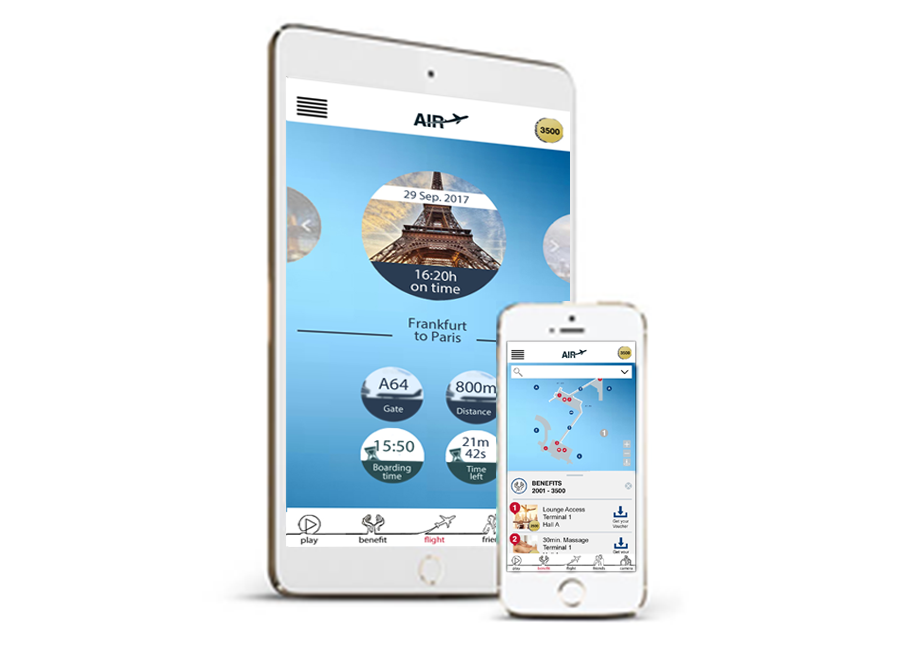 AIR
3500
29 Sep. 2017
16:20h
on time
Frankfurt
to Paris
A64
Gate
800m
Distance
15:50
Boarding
time
21m
42s
Time
left
play
benefit
flight
AIR
3500
1
BENEFITS
2001 - 3500
1
Lounge Access
Terminal 1
Hall A
Get your
Voucher
2
30min. Massage
Terminal 1
Get your
play
benefit
flight
friends
camera